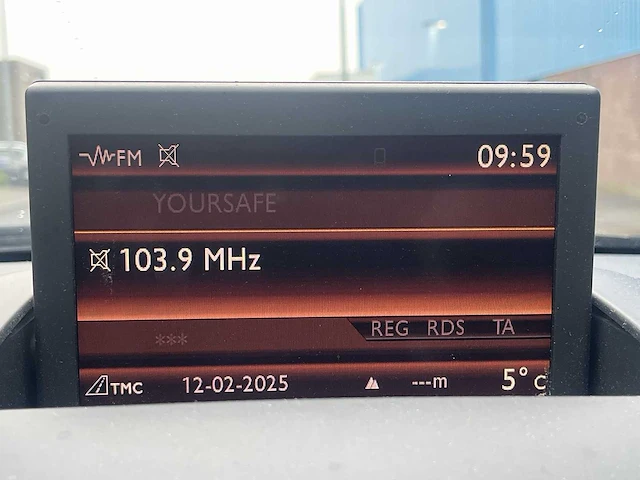 FM 09:59
YOURSAFE
103.9 MHz
*** REG RDS TA
TMC 12-02-2025 ---m 5° C